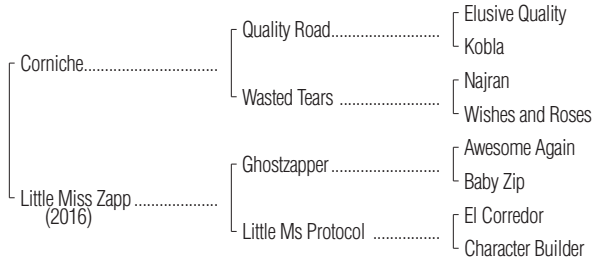 Elusive Quality
Quality Road..............................
Kobla
Corniche.....................................
Najran
Wasted Tears ............................
Wishes and Roses
Awesome Again
Ghostzapper..............................
Baby Zip
Little Miss Zapp .......................
(2016)
El Corredor
Little Ms Protocol ..................
Character Builder